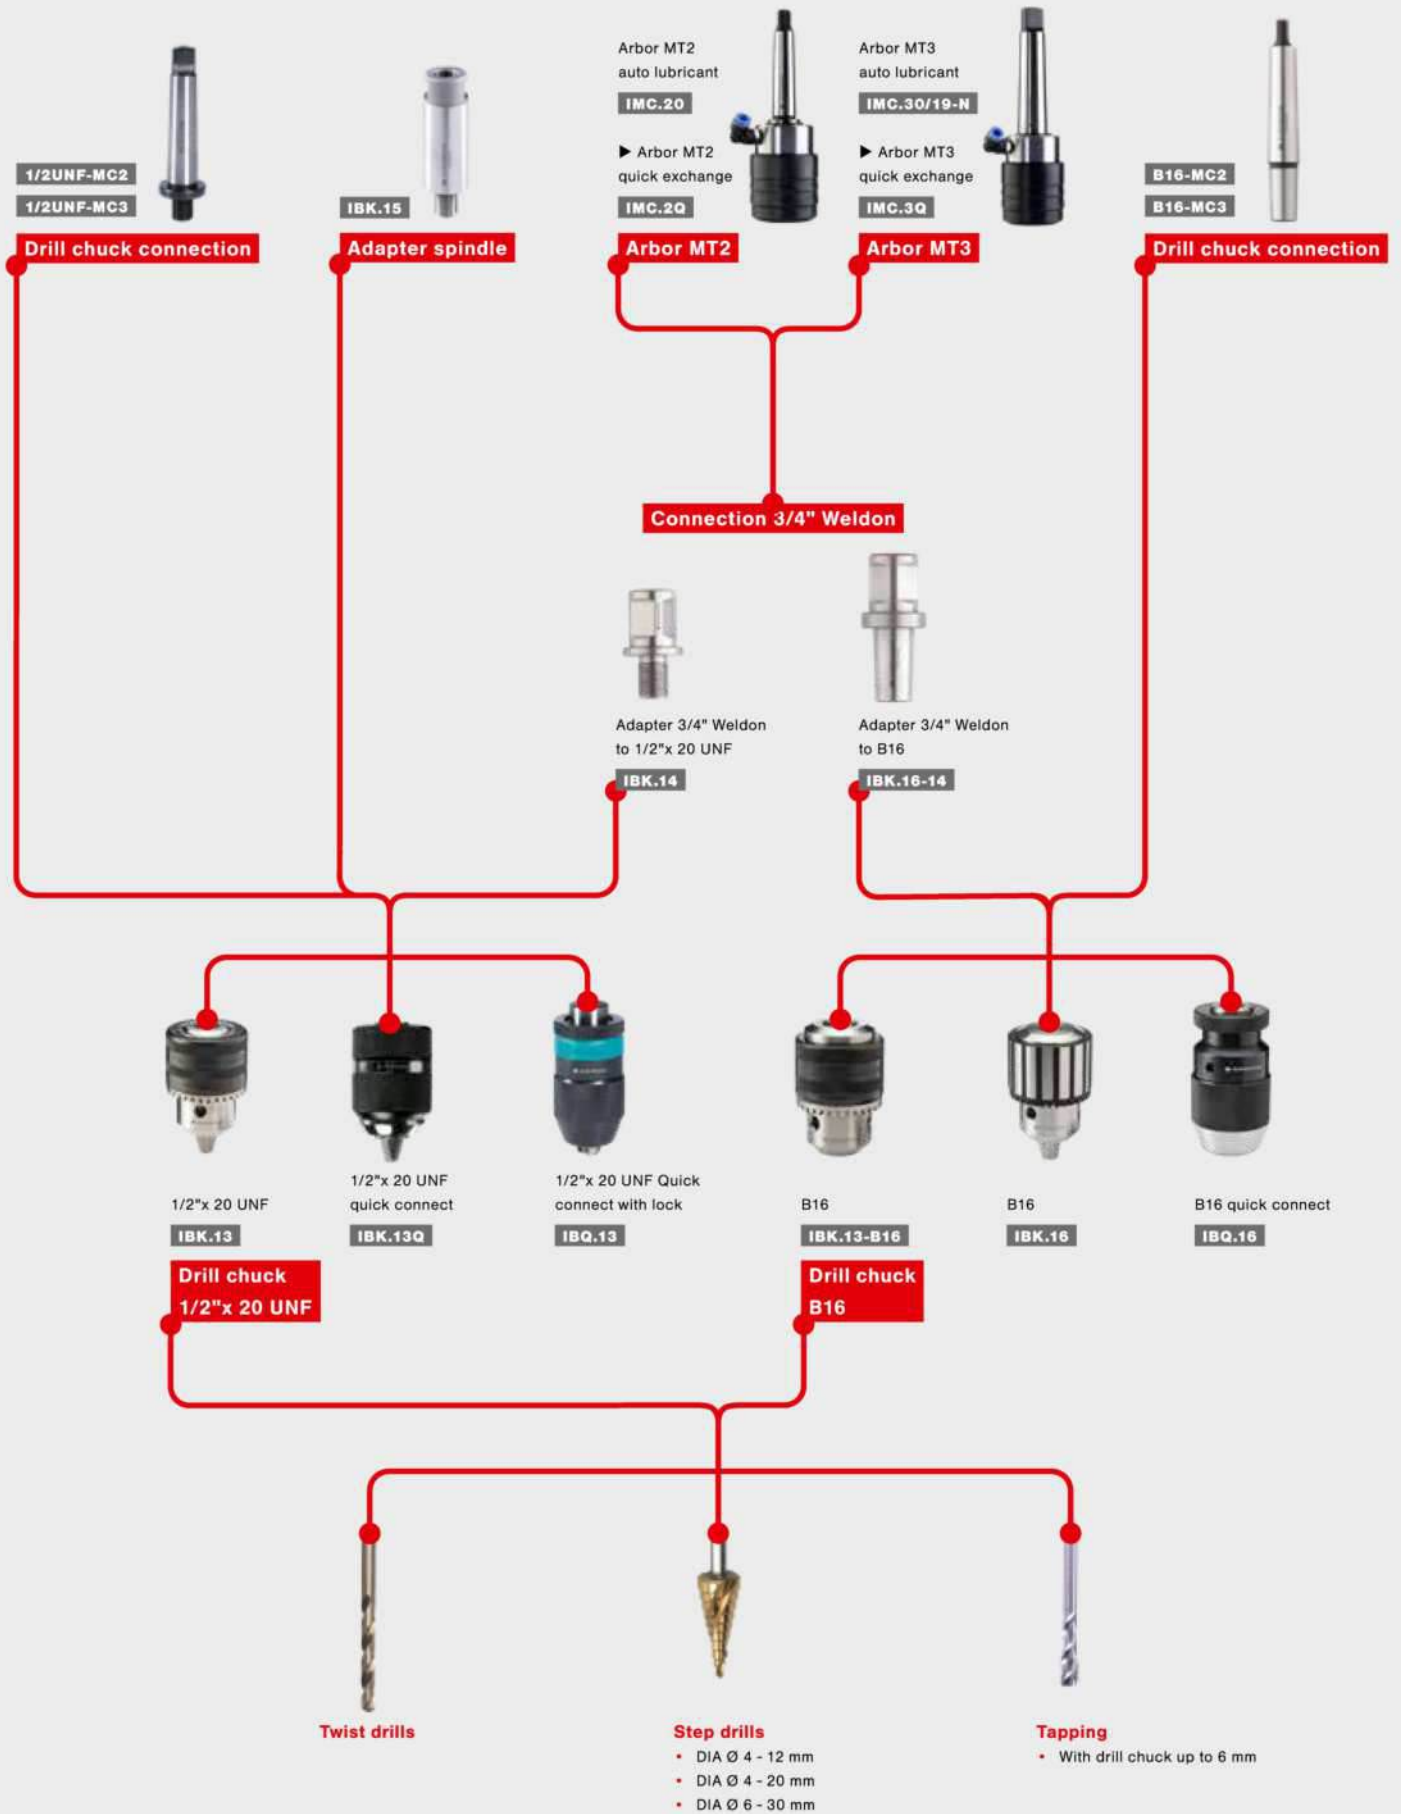 1/2UNF-MC2
1/2UNF-MC3
Drill chuck connection
IBK.15
Adapter spindle
Arbor MT2
auto lubricant
IMC.20
▶ Arbor MT2
quick exchange
IMC.2Q
Arbor MT2
Arbor MT3
auto lubricant
IMC.30/19-N
▶ Arbor MT3
quick exchange
IMC.3Q
Arbor MT3
B16-MC2
B16-MC3
Drill chuck connection
Connection 3/4" Weldon
Adapter 3/4" Weldon
to 1/2"x 20 UNF
IBK.14
Adapter 3/4" Weldon
to B16
IBK.16-14
1/2"x 20 UNF
IBK.13
1/2"x 20 UNF
quick connect
IBK.13Q
1/2"x 20 UNF Quick
connect with lock
IBQ.13
B16
IBK.13-B16
B16
IBK.16
B16 quick connect
IBQ.16
Drill chuck
1/2"x 20 UNF
Drill chuck
B16
Twist drills
Step drills
• DIA Ø 4 - 12 mm
• DIA Ø 4 - 20 mm
• DIA Ø 6 - 30 mm
Tapping
• With drill chuck up to 6 mm